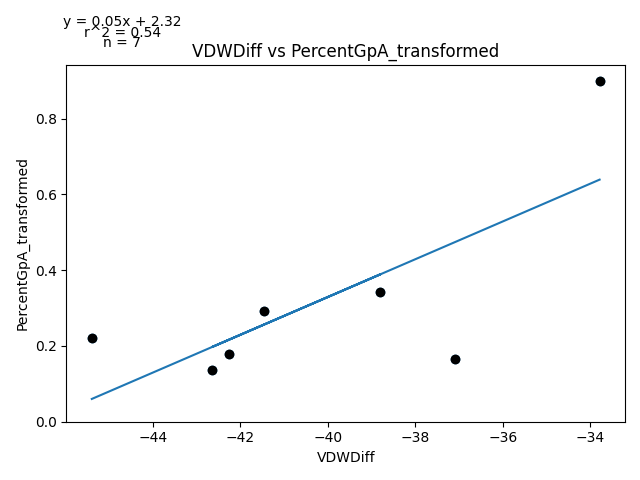 y = 0.05x + 2.32
r^2 = 0.54
n = 7
VDWDiff vs PercentGpA_transformed
PercentGpA_transformed
0.8
0.6
0.4
0.2
0.0
−44
−42
−40
−38
−36
−34
VDWDiff